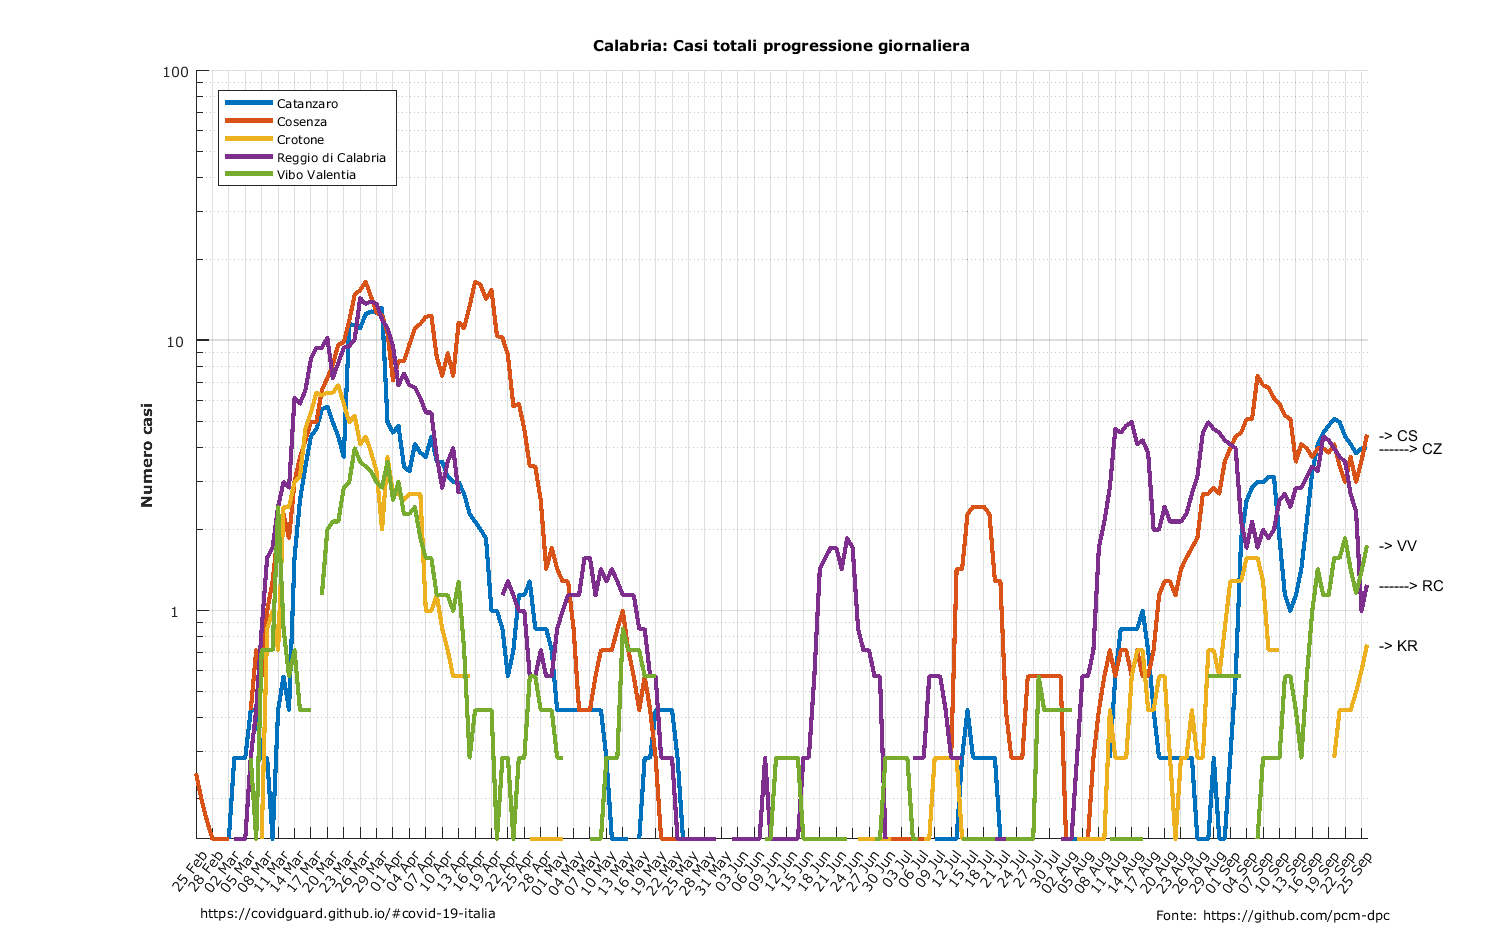 Calabria: Casi totali progressione giornaliera
100
10
1
Numero casi
Catanzaro
Cosenza
Crotone
Reggio di Calabria
Vibo Valentia
-> CS
------> CZ
-> VV
------> RC
-> KR
25 Feb
28 Feb
02 Mar
05 Mar
08 Mar
11 Mar
14 Mar
17 Mar
20 Mar
23 Mar
26 Mar
29 Mar
01 Apr
04 Apr
07 Apr
10 Apr
13 Apr
16 Apr
19 Apr
22 Apr
25 Apr
28 Apr
01 May
04 May
07 May
10 May
13 May
16 May
19 May
22 May
25 May
28 May
31 May
03 Jun
06 Jun
09 Jun
12 Jun
15 Jun
18 Jun
21 Jun
24 Jun
27 Jun
30 Jun
03 Jul
06 Jul
09 Jul
12 Jul
15 Jul
18 Jul
21 Jul
24 Jul
27 Jul
30 Jul
02 Aug
05 Aug
08 Aug
11 Aug
14 Aug
17 Aug
20 Aug
23 Aug
26 Aug
29 Aug
01 Sep
04 Sep
07 Sep
10 Sep
13 Sep
16 Sep
19 Sep
22 Sep
25 Sep
https://covidguard.github.io/#covid-19-italia
Fonte: https://github.com/pcm-dpc